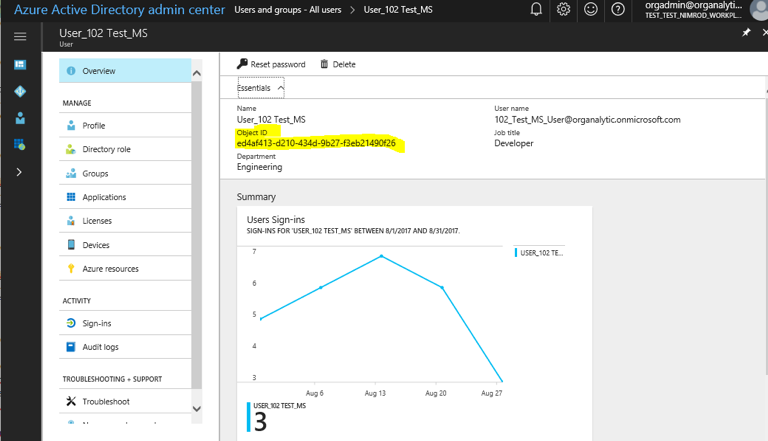 Azure Active Directory admin center
Users and groups - All users > User_102 Test_MS
orgadmin@organalyti...
TEST_TEST_NIMROD_WORKPL...
User_102 Test_MS
User
Overview
MANAGE
Profile
Directory role
Groups
Applications
Licenses
Devices
Azure resources
ACTIVITY
Sign-ins
Audit logs
TROUBLESHOOTING + SUPPORT
Troubleshoot
Reset password
Delete
Essentials
Name
User_102 Test_MS
Object ID
ed4af413-d210-434d-9b27-f3eb21490f26
Department
Engineering
User name
102_Test_MS_User@organalytic.onmicrosoft.com
Job title
Developer
Summary
Users Sign-ins
SIGN-INS FOR 'USER_102 TEST_MS' BETWEEN 8/1/2017 AND 8/31/2017.
7
6
5
4
3
Aug 6
Aug 13
Aug 20
Aug 27
USER_102 TE...
USER_102 TEST_MS
3